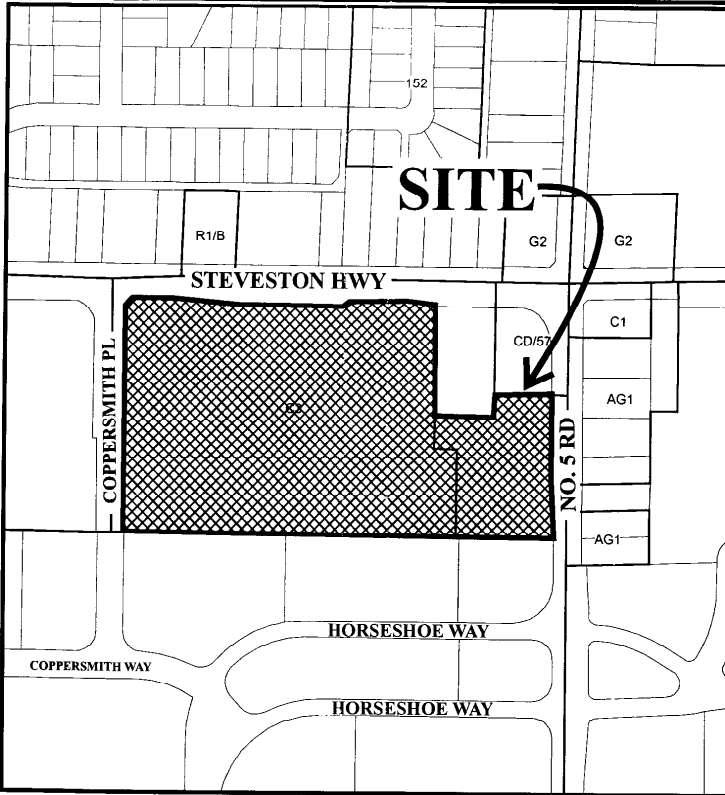 152
SITE
R1/B
G2
G2
STEVESTON HWY
C1
CD/57
COPPERSMITH PL
AG1
NO. 5 RD
AG1
HORSESHOE WAY
COPPERSMITH WAY
HORSESHOE WAY